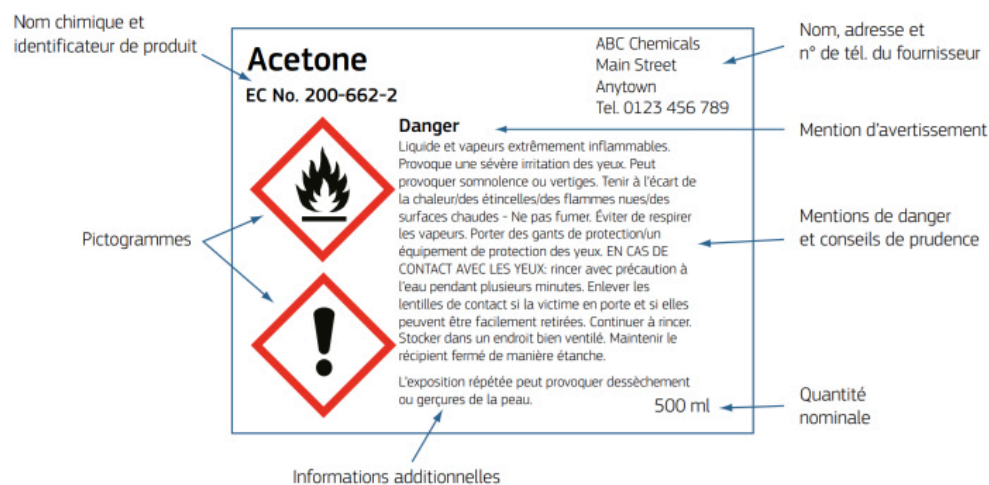 Nom chimique et
identificateur de produit
Acetone
EC No. 200-662-2
ABC Chemicals
Main Street
Anytown
Tel. 0123 456 789
Nom, adresse et
n° de tél. du fournisseur
Danger
Mention d'avertissement
Liquide et vapeurs extrêmement inflammables.
Provoque une sévère irritation des yeux. Peut
provoquer somnolence ou vertiges. Tenir à l'écart de
la chaleur/des étincelles/des flammes nues/des
surfaces chaudes - Ne pas fumer. Éviter de respirer
les vapeurs. Porter des gants de protection/un
équipement de protection des yeux. EN CAS DE
CONTACT AVEC LES YEUX: rincer avec précaution à
l'eau pendant plusieurs minutes. Enlever les
lentilles de contact si la victime en porte et si elles
peuvent être facilement retirées. Continuer à rincer.
Stocker dans un endroit bien ventilé. Maintenir le
récipient fermé de manière étanche.
Pictogrammes
Mentions de danger
et conseils de prudence
L'exposition répétée peut provoquer dessèchement
ou gerçures de la peau.
500 ml
Quantité
nominale
Informations additionnelles